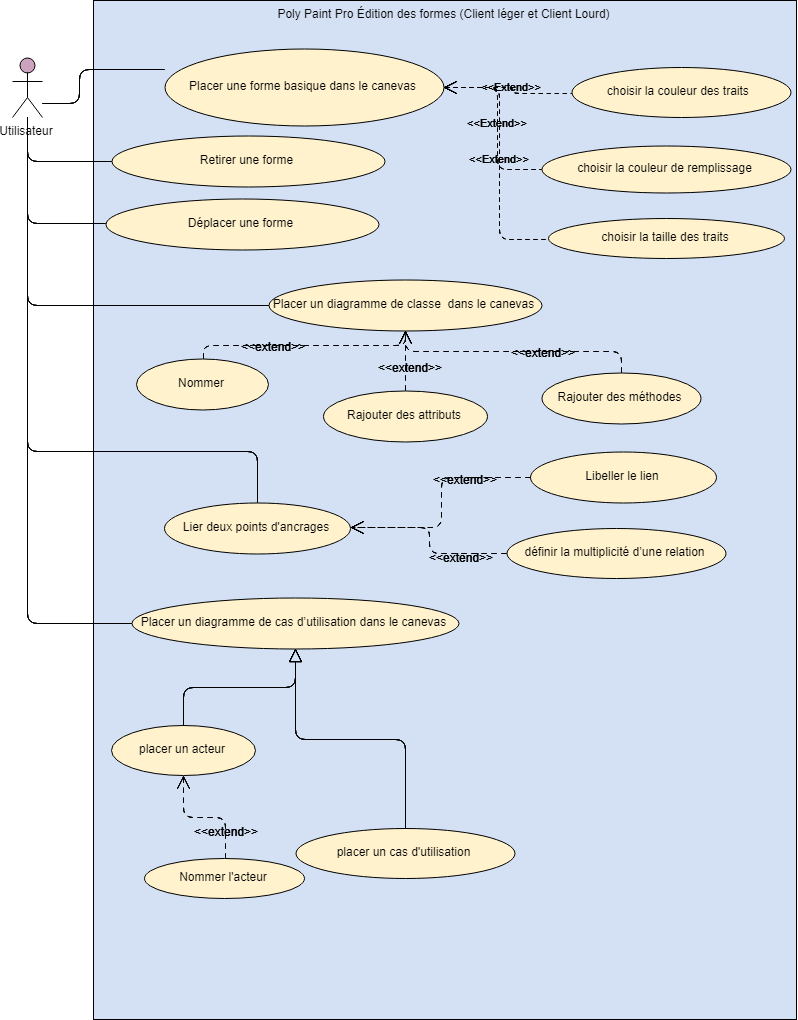 Poly Paint Pro Édition des formes (Client léger et Client Lourd)
Utilisateur
Placer une forme basique dans le canevas
<<Extend>>
choisir la couleur des traits
<<Extend>>
Retirer une forme
<<Extend>>
choisir la couleur de remplissage
Déplacer une forme
choisir la taille des traits
Placer un diagramme de classe dans le canevas
<<extend>>
<<extend>>
<<extend>>
Nommer
Rajouter des attributs
Rajouter des méthodes
Libeller le lien
<<extend>>
Lier deux points d'ancrages
<<extend>>
définir la multiplicité d'une relation
Placer un diagramme de cas d'utilisation dans le canevas
placer un acteur
<<extend>>
placer un cas d'utilisation
Nommer l'acteur